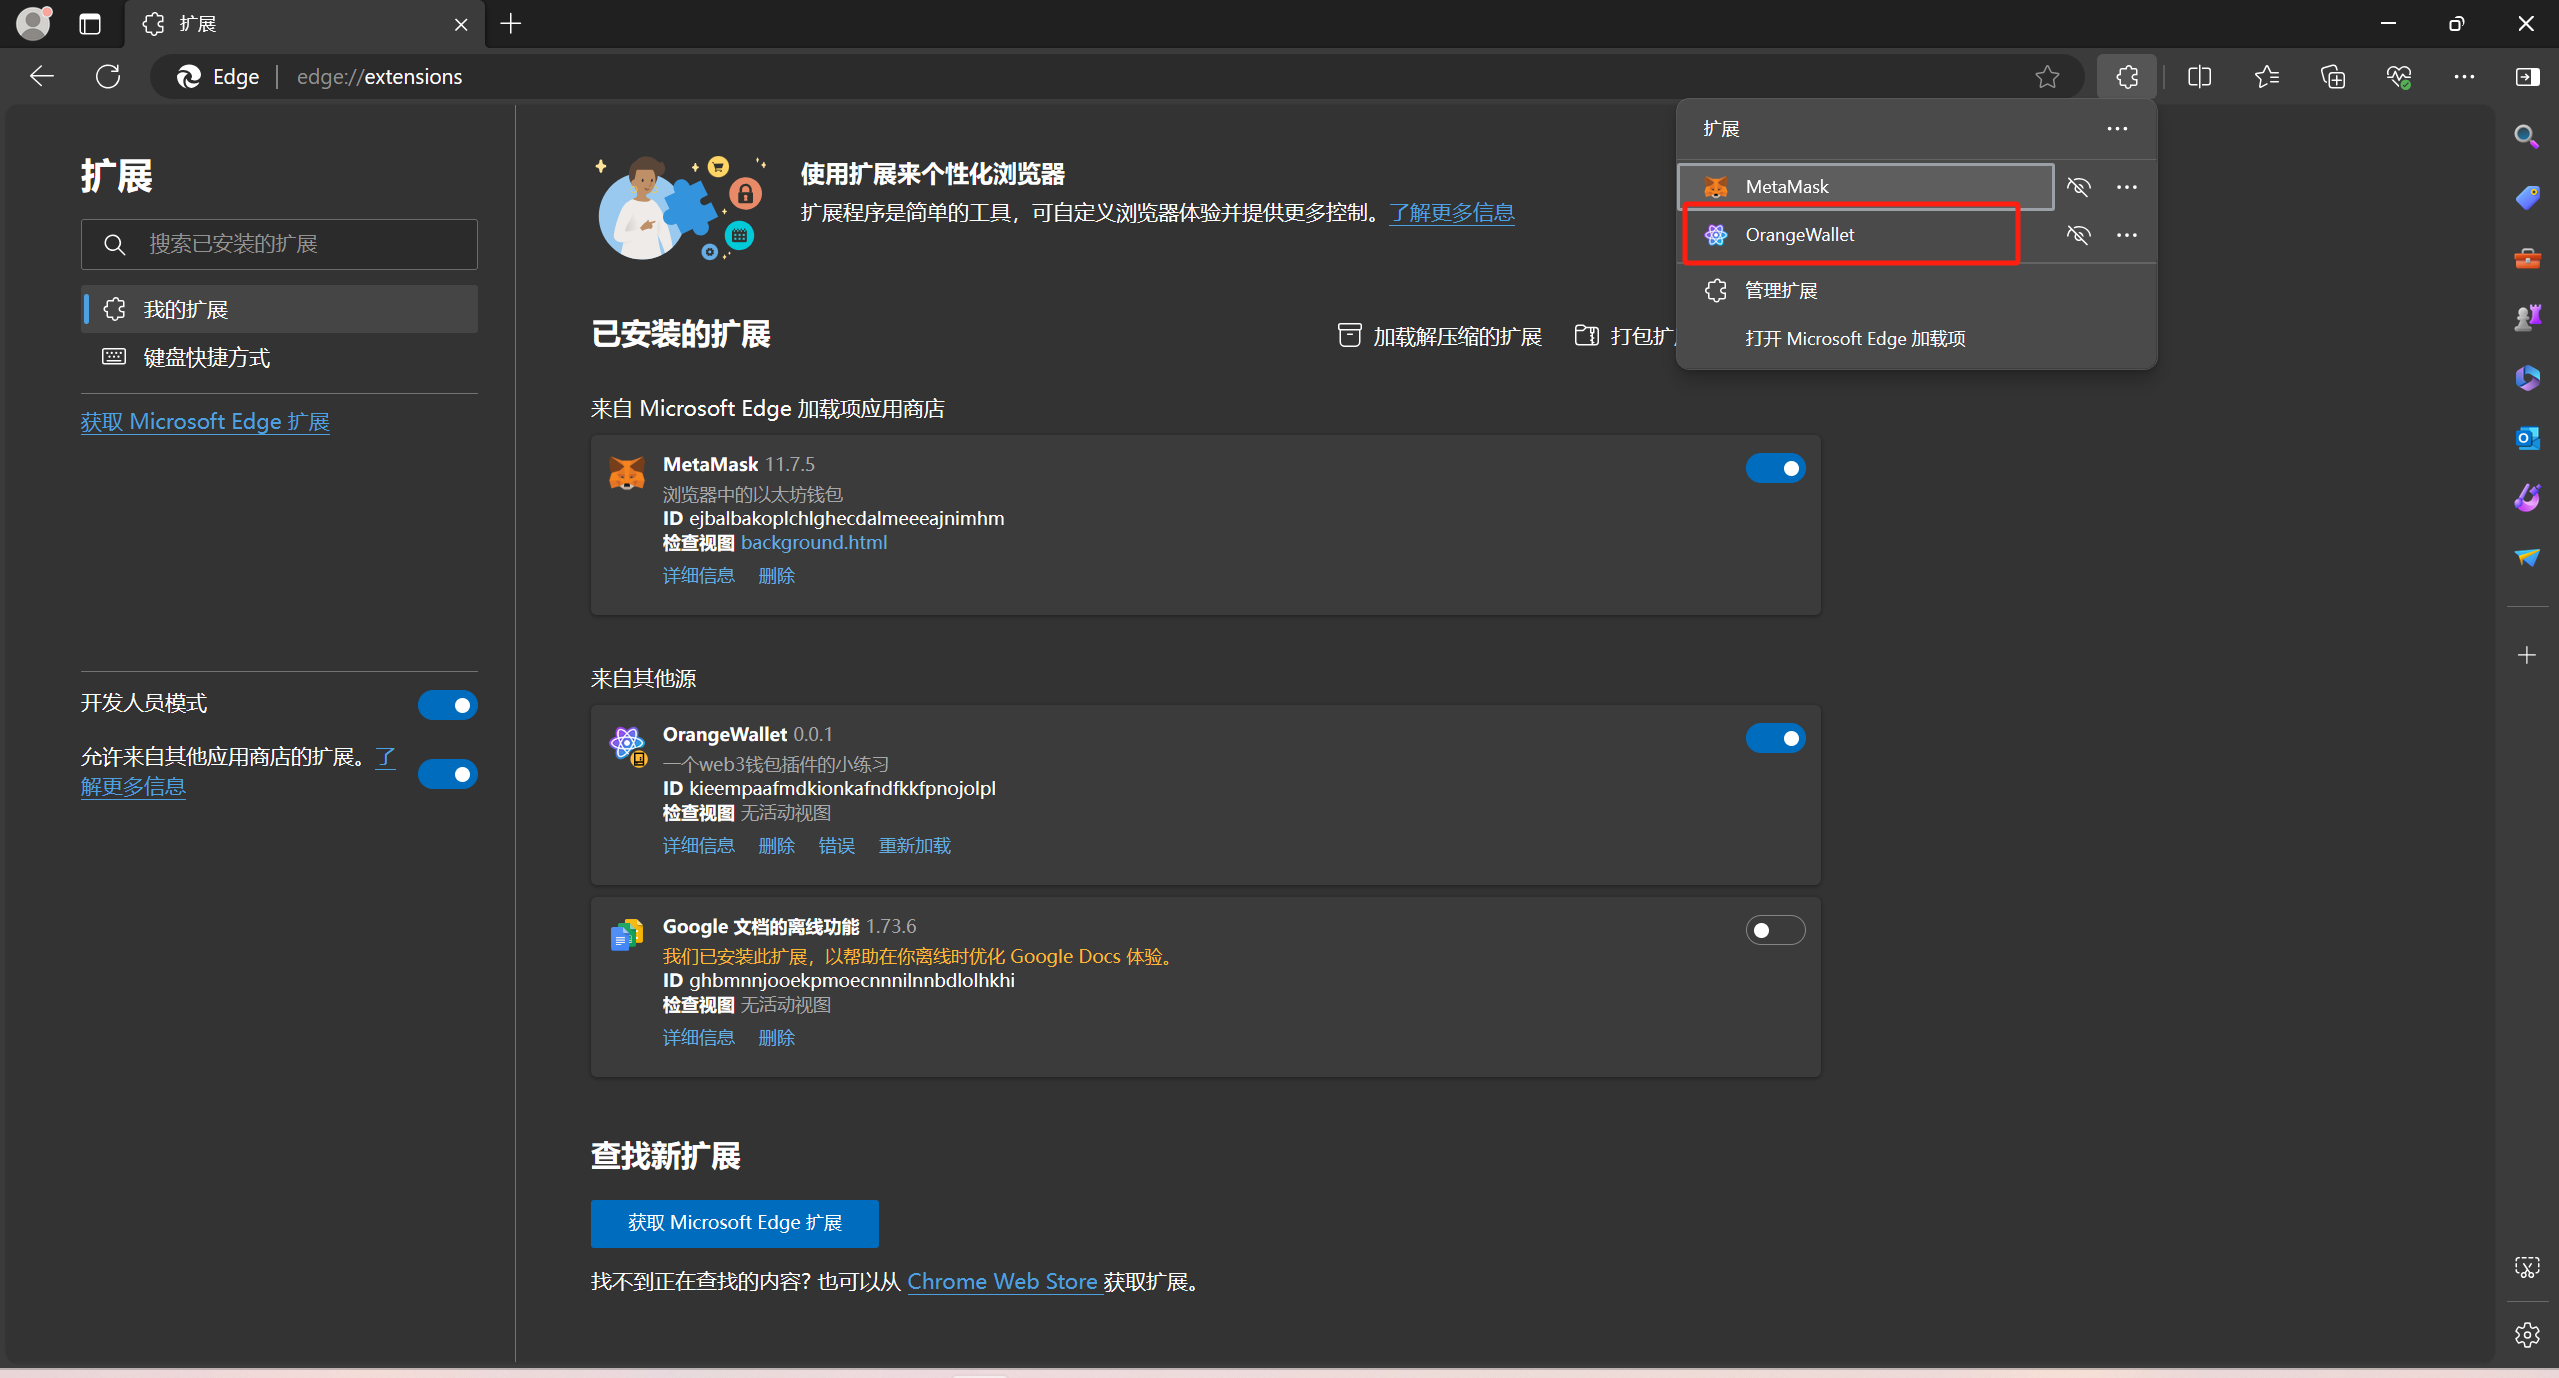 扩展
Edge
edge://extensions
扩展
搜索已安装的扩展
我的扩展
键盘快捷方式
获取 Microsoft Edge 扩展
开发人员模式
允许来自其他应用商店的扩展。了
解更多信息
使用扩展来个性化浏览器
扩展程序是简单的工具，可自定义浏览器体验并提供更多控制。了解更多信息
已安装的扩展
加载解压缩的扩展
打包扩
来自 Microsoft Edge 加载项应用商店
MetaMask 11.7.5
浏览器中的以太坊钱包
ID ejbalbakoplchlghecdalmeeeajnimhm
检查视图 background.html
详细信息 删除
来自其他源
OrangeWallet 0.0.1
一个web3钱包插件的小练习
ID kieempaafmdkionkafndfkkfpnojolpl
检查视图 无活动视图
详细信息 删除 错误 重新加载
Google 文档的离线功能 1.73.6
我们已安装此扩展，以帮助在你离线时优化 Google Docs 体验。
ID ghbmnnjooekpmoecnnnilnnbdlolhkhi
检查视图 无活动视图
详细信息 删除
查找新扩展
获取 Microsoft Edge 扩展
找不到正在查找的内容? 也可以从 Chrome Web Store 获取扩展。
扩展
MetaMask
OrangeWallet
管理扩展
打开 Microsoft Edge 加载项